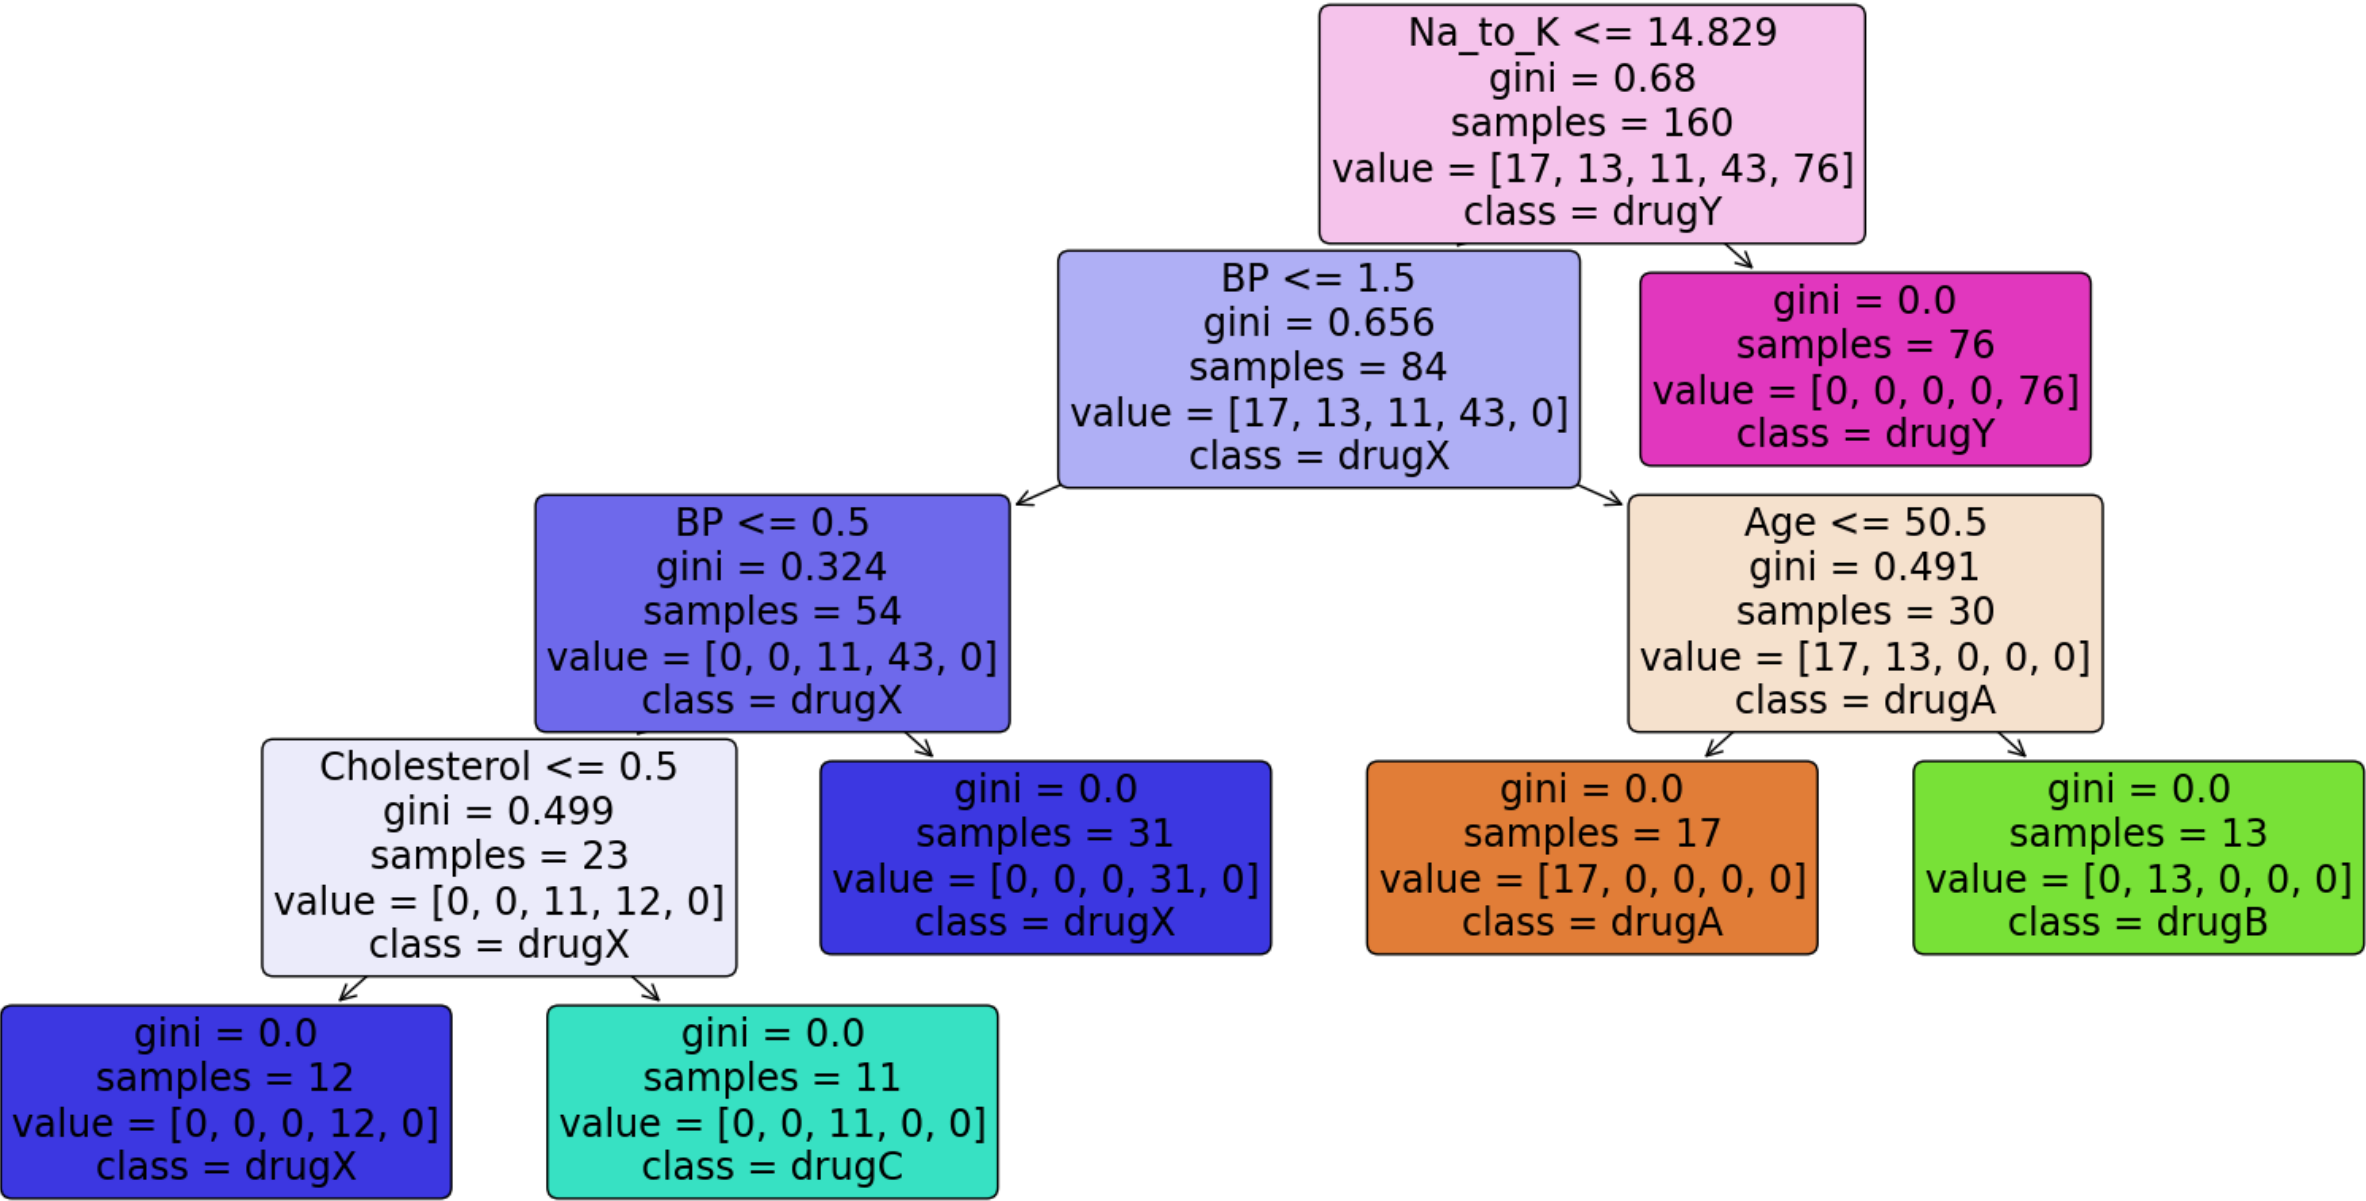 Na_to_K <= 14.829
gini = 0.68
samples = 160
value = [17, 13, 11, 43, 76]
class = drugY
BP <= 1.5
gini = 0.656
samples = 84
value = [17, 13, 11, 43, 0]
class = drugX
gini = 0.0
samples = 76
value = [0, 0, 0, 0, 76]
class = drugY
BP <= 0.5
gini = 0.324
samples = 54
value = [0, 0, 11, 43, 0]
class = drugX
Age <= 50.5
gini = 0.491
samples = 30
value = [17, 13, 0, 0, 0]
class = drugA
Cholesterol <= 0.5
gini = 0.499
samples = 23
value = [0, 0, 11, 12, 0]
class = drugX
gini = 0.0
samples = 31
value = [0, 0, 0, 31, 0]
class = drugX
gini = 0.0
samples = 17
value = [17, 0, 0, 0, 0]
class = drugA
gini = 0.0
samples = 13
value = [0, 13, 0, 0, 0]
class = drugB
gini = 0.0
samples = 12
value = [0, 0, 0, 12, 0]
class = drugX
gini = 0.0
samples = 11
value = [0, 0, 11, 0, 0]
class = drugC